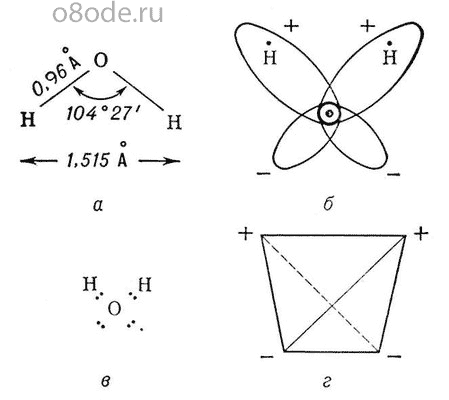 o8ode.ru
0,96 Å
O
H
104°27′
H
1,515 Å
а
+ +
H H
− −
б
H H
O
в
+ +
− −
г